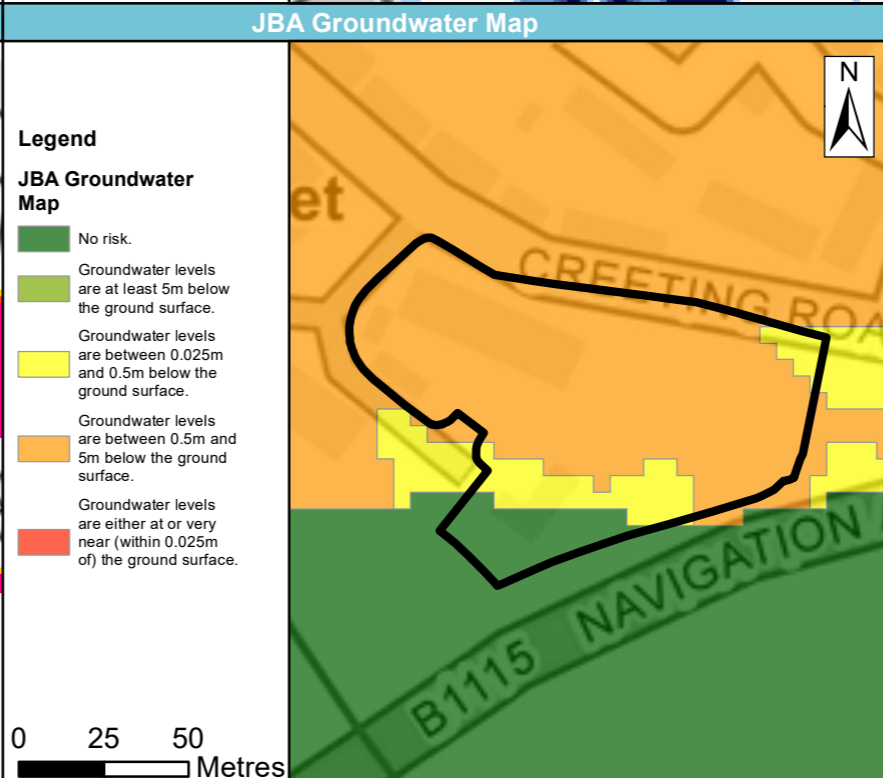 JBA Groundwater Map
Legend
JBA Groundwater
Map
No risk.
Groundwater levels
are at least 5m below
the ground surface.
Groundwater levels
are between 0.025m
and 0.5m below the
ground surface.
Groundwater levels
are between 0.5m and
5m below the ground
surface.
Groundwater levels
are either at or very
near (within 0.025m
of) the ground surface.
0 25 50
Metres
N
et
CREETING ROA
B1115 NAVIGATION